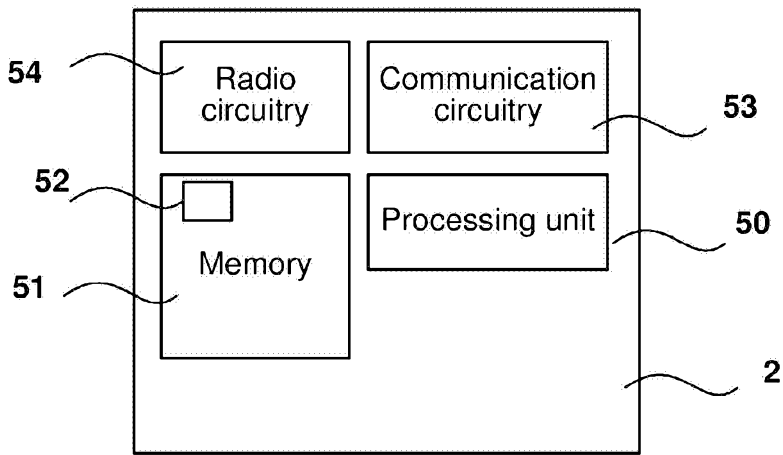 54
Radio
circuitry
Communication
circuitry
53
52
Memory
51
Processing unit
50
2